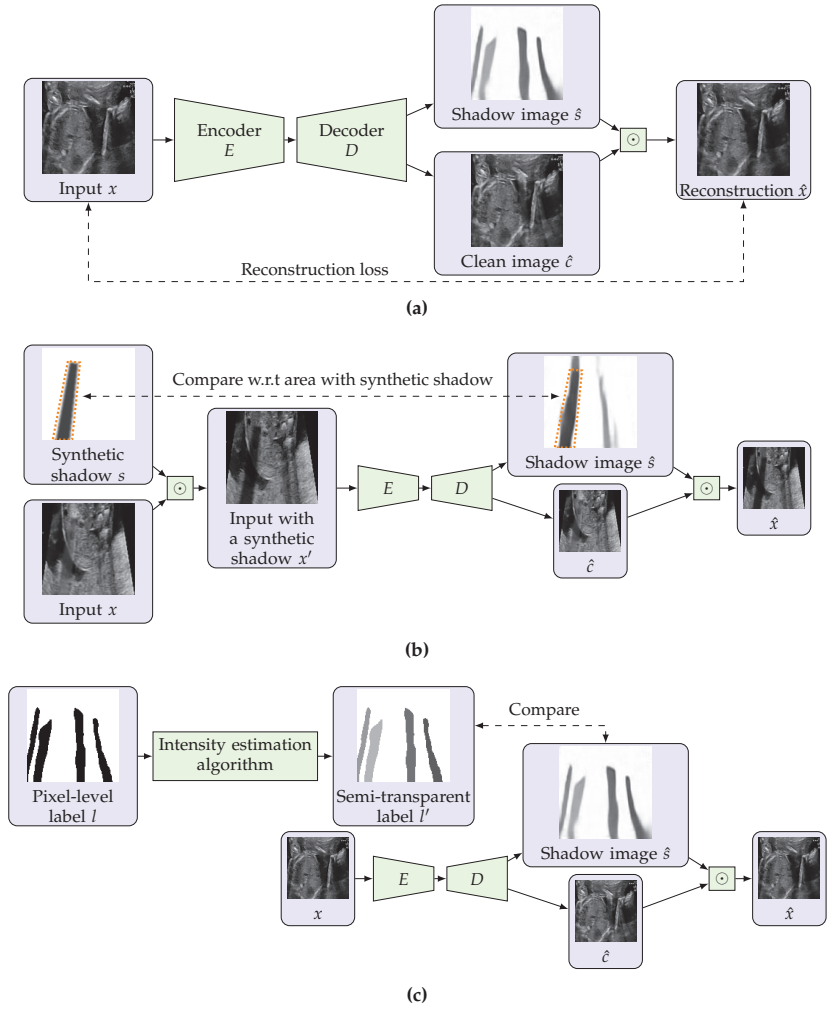 Input x
Encoder
E
Decoder
D
Shadow image ŝ
Clean image ĉ
⊙
Reconstruction x̂
Reconstruction loss
(a)
Synthetic
shadow s
Compare w.r.t area with synthetic shadow
Input x
⊙
Input with
a synthetic
shadow x′
E
D
Shadow image ŝ
ĉ
⊙
x̂
(b)
Pixel-level
label l
Intensity estimation
algorithm
Semi-transparent
label l′
Compare
Shadow image ŝ
x
E
D
ĉ
⊙
x̂
(c)